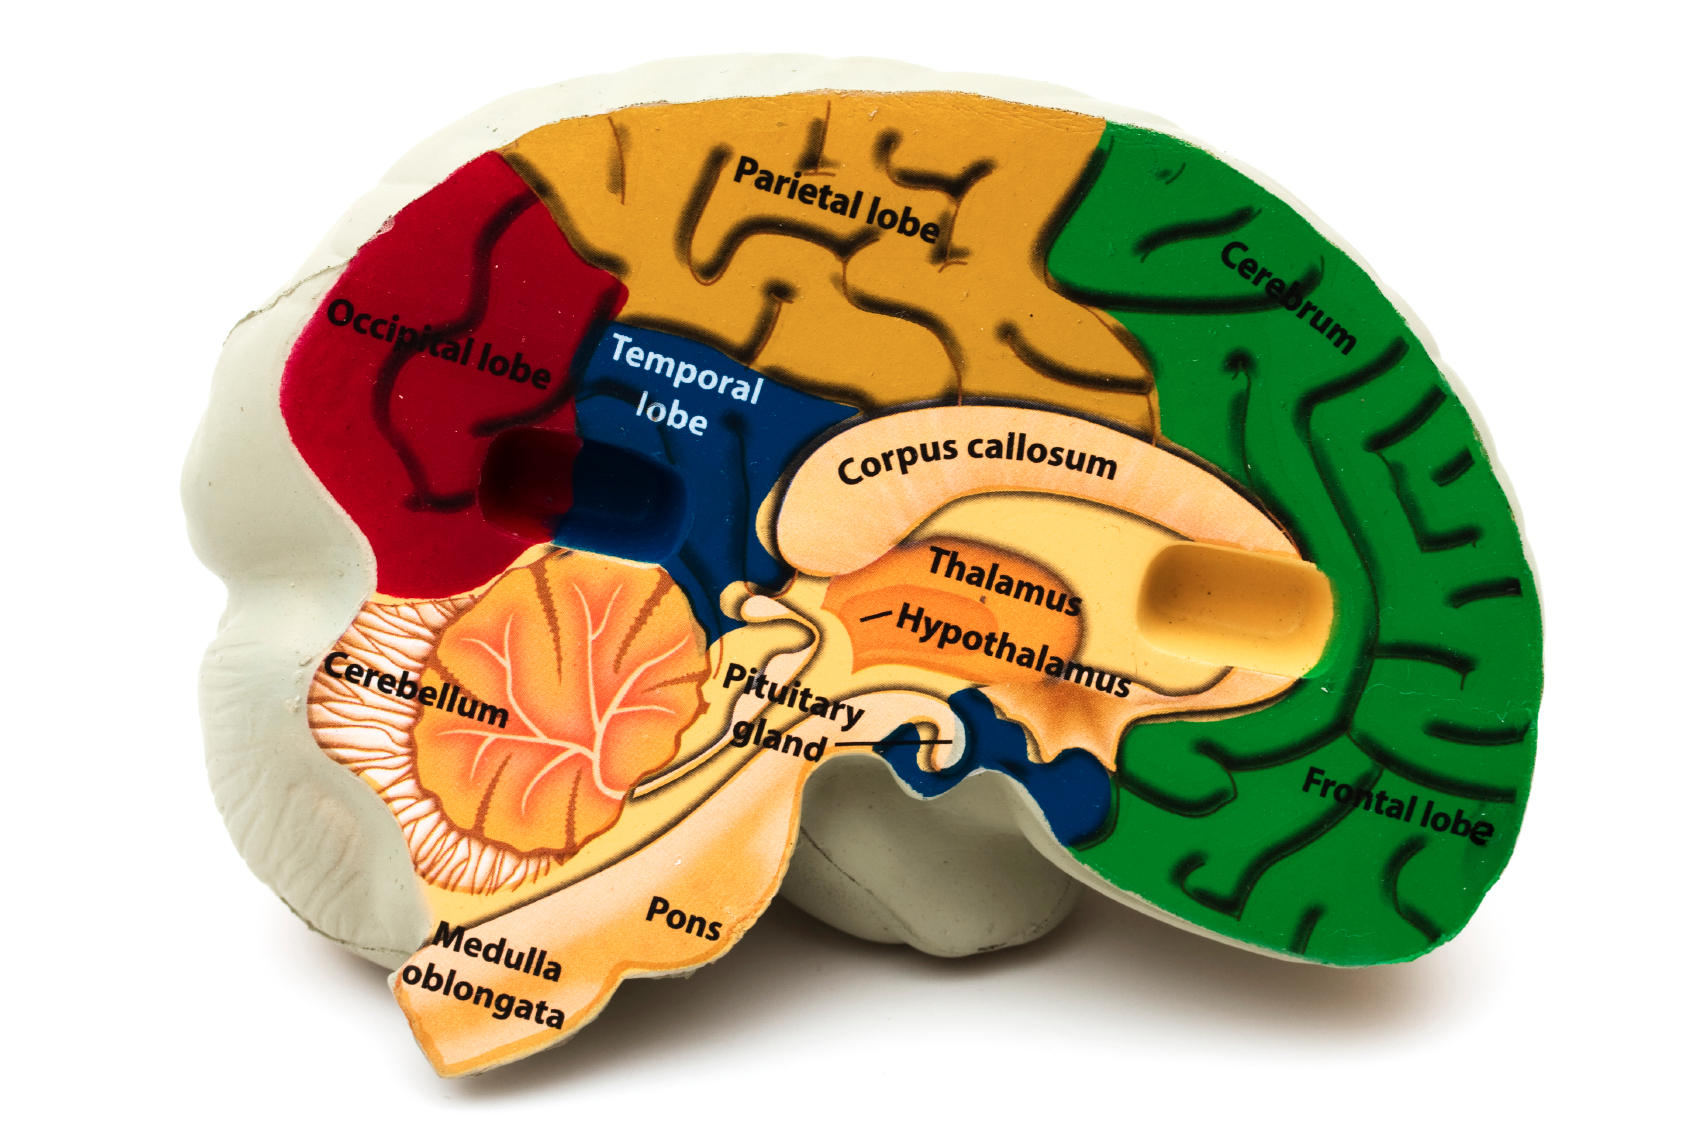 Parietal lobe
Cerebrum
Occipital lobe
Temporal
lobe
Corpus callosum
Thalamus
Hypothalamus
Cerebellum
Pituitary
gland
Frontal lobe
Pons
Medulla
oblongata